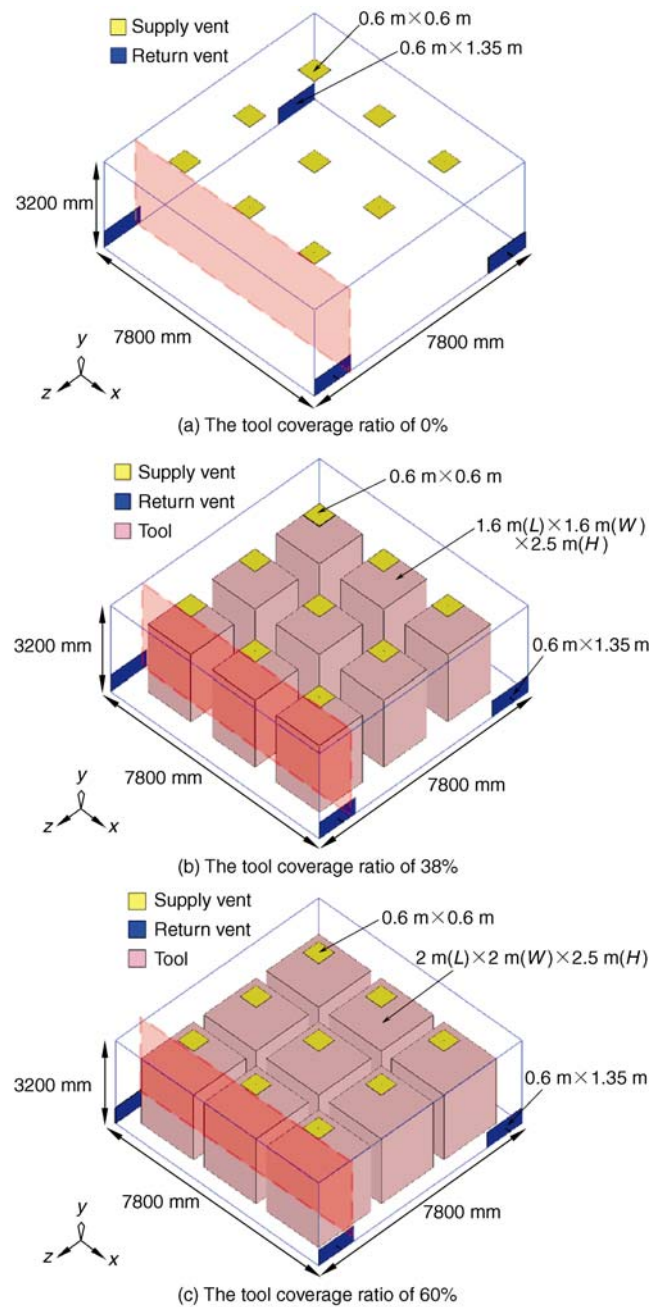 Supply vent
Return vent
0.6 m×0.6 m
0.6 m×1.35 m
3200 mm
7800 mm
7800 mm
y
z
x
(a) The tool coverage ratio of 0%
Supply vent
Return vent
Tool
0.6 m×0.6 m
1.6 m(L)×1.6 m(W)
×2.5 m(H)
3200 mm
0.6 m×1.35 m
7800 mm
7800 mm
y
z
x
(b) The tool coverage ratio of 38%
Supply vent
Return vent
Tool
0.6 m×0.6 m
2 m(L)×2 m(W)×2.5 m(H)
3200 mm
0.6 m×1.35 m
7800 mm
7800 mm
y
z
x
(c) The tool coverage ratio of 60%